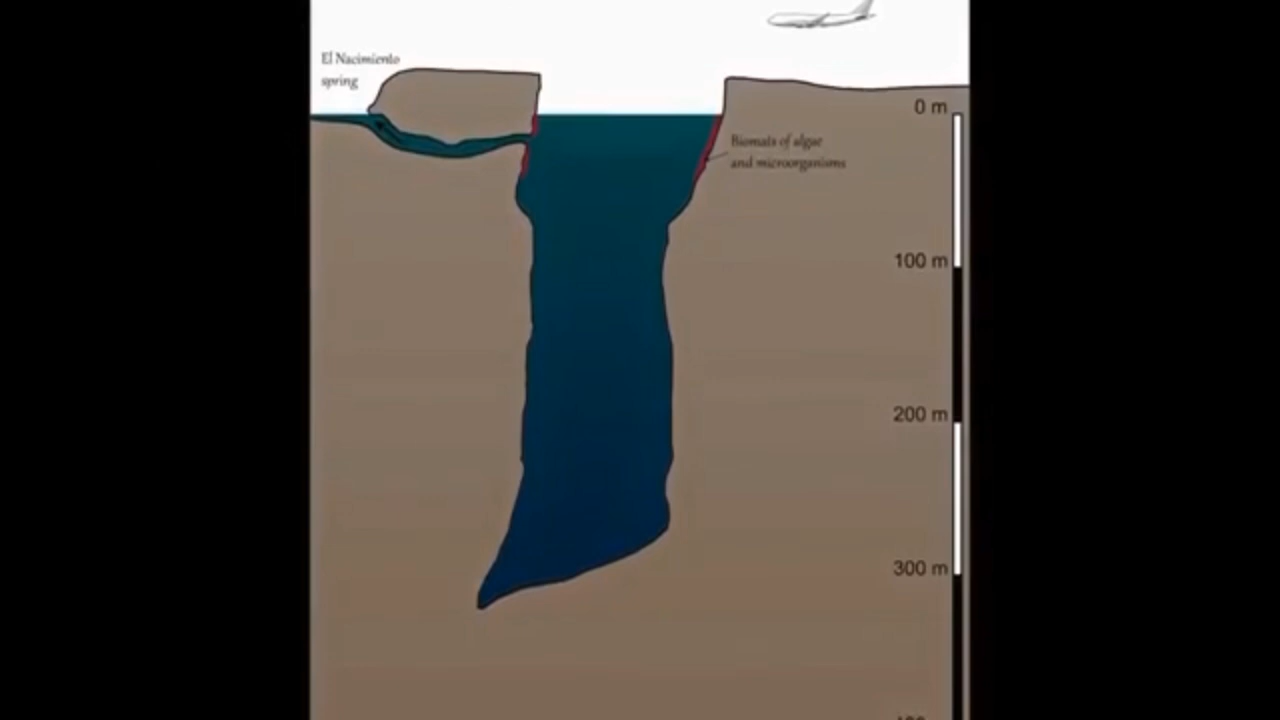 El Nacimiento
spring
0 m
Biomats of algae
and microorganisms
100 m
200 m
300 m